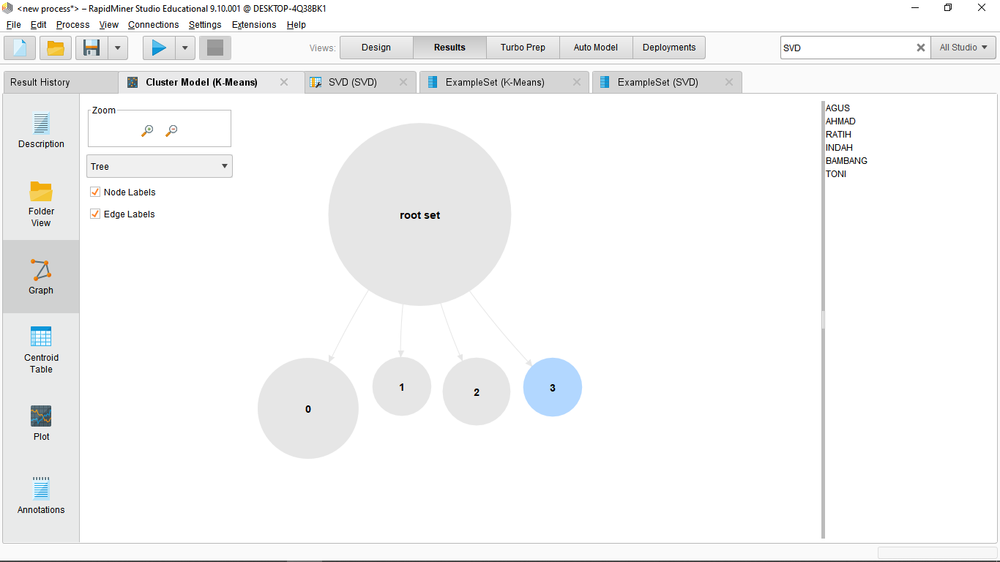 <new process*> – RapidMiner Studio Educational 9.10.001 @ DESKTOP-4Q38BK1
File Edit Process View Connections Settings Extensions Help
Views: Design Results Turbo Prep Auto Model Deployments SVD All Studio
Result History Cluster Model (K-Means) SVD (SVD) ExampleSet (K-Means) ExampleSet (SVD)
Description
Folder
View
Graph
Centroid
Table
Plot
Annotations
Zoom
Tree
Node Labels
Edge Labels
root set
0 1 2 3
AGUS
AHMAD
RATIH
INDAH
BAMBANG
TONI